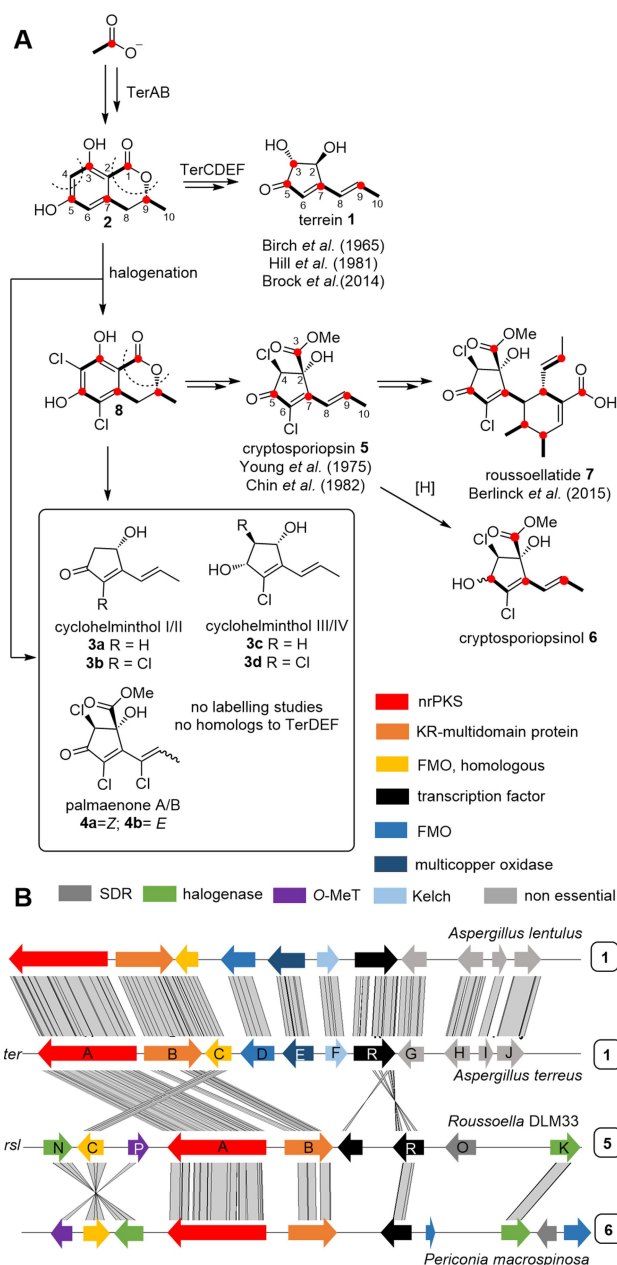 A
O
O⁻
TerAB
OH
O
O
HO
1
2
3
4
5
6
7
8
9
10
2
TerCDEF
HO
OH
O
2
3
5
6
7
8
9
10
terrein 1
Birch et al. (1965)
Hill et al. (1981)
Brock et al.(2014)
halogenation
OH
O
Cl
O
HO
Cl
8
O
OMe
3
Cl
OH
4
2
O
5
6
7
8
9
10
Cl
cryptosporiopsin 5
Young et al. (1975)
Chin et al. (1982)
O
OMe
Cl
OH
O
O
OH
Cl
roussoellatide 7
Berlinck et al. (2015)
[H]
O
OMe
Cl
OH
HO
Cl
cryptosporiopsinol 6
OH
O
R
cyclohelminthol I/II
3a R = H
3b R = Cl
R
OH
HO
Cl
cyclohelminthol III/IV
3c R = H
3d R = Cl
O
OMe
Cl
OH
O
Cl
Cl
palmaenone A/B
4a=Z; 4b= E
no labelling studies
no homologs to TerDEF
nrPKS
KR-multidomain protein
FMO, homologous
transcription factor
FMO
multicopper oxidase
SDR
halogenase
O-MeT
Kelch
non essential
B
Aspergillus lentulus
1
ter
A
B
C
D
E
F
R
G
H
I
J
1
Aspergillus terreus
Roussoella DLM33
rsl
N
C
P
A
B
R
O
K
5
6
Periconia macrospinosa